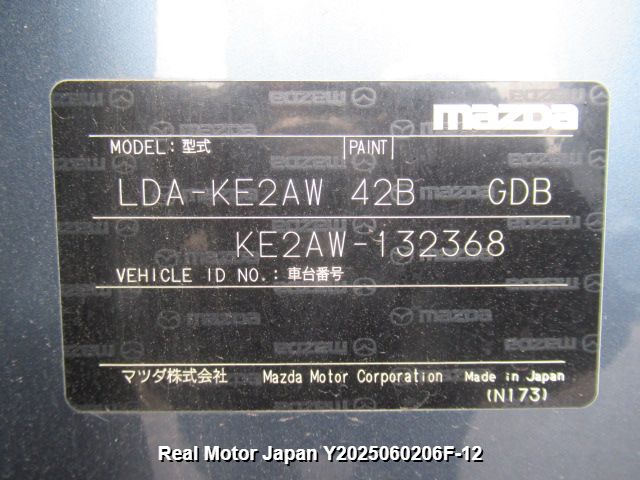 mazda
MODEL: 型式 PAINT
LDA-KE2AW 42B GDB
KE2AW-132368
VEHICLE ID NO.: 車台番号
マツダ株式会社 Mazda Motor Corporation Made in Japan
(N173)
Real Motor Japan Y2025060206F-12